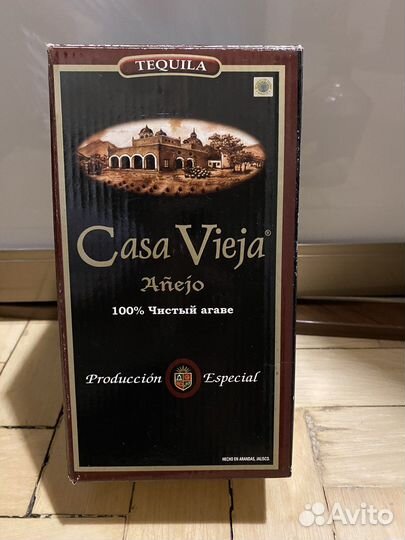 TEQUILA
Casa Vieja®
Añejo
100% Чистый агаве
Producción Especial
HECHO EN ARANDAS, JALISCO.
Avito